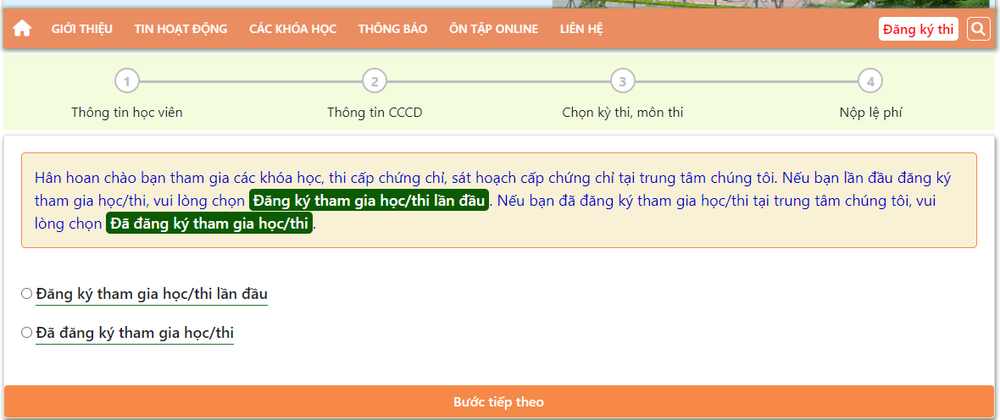 GIỚI THIỆU TIN HOẠT ĐỘNG CÁC KHÓA HỌC THÔNG BÁO ÔN TẬP ONLINE LIÊN HỆ Đăng ký thi
1 2 3 4
Thông tin học viên Thông tin CCCD Chọn kỳ thi, môn thi Nộp lệ phí
Hân hoan chào bạn tham gia các khóa học, thi cấp chứng chỉ, sát hoạch cấp chứng chỉ tại trung tâm chúng tôi. Nếu bạn lần đầu đăng ký
tham gia học/thi, vui lòng chọn Đăng ký tham gia học/thi lần đầu. Nếu bạn đã đăng ký tham gia học/thi tại trung tâm chúng tôi, vui
lòng chọn Đã đăng ký tham gia học/thi.
Đăng ký tham gia học/thi lần đầu
Đã đăng ký tham gia học/thi
Bước tiếp theo